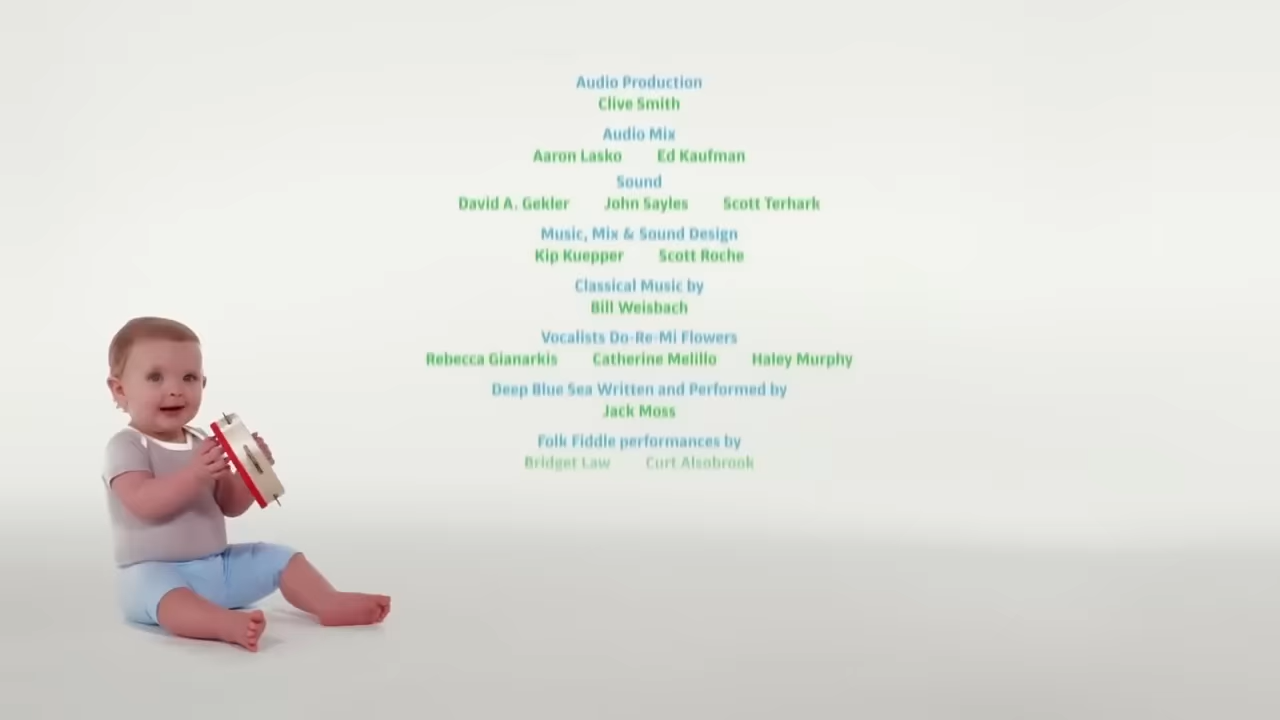 Audio Production
Clive Smith
Audio Mix
Aaron Lasko Ed Kaufman
Sound
David A. Gekler John Sayles Scott Terhark
Music, Mix & Sound Design
Kip Kuepper Scott Roche
Classical Music by
Bill Weisbach
Vocalists Do-Re-Mi Flowers
Rebecca Gianarkis Catherine Melillo Haley Murphy
Deep Blue Sea Written and Performed by
Jack Moss
Folk Fiddle performances by
Bridget Law Curt Alsobrook